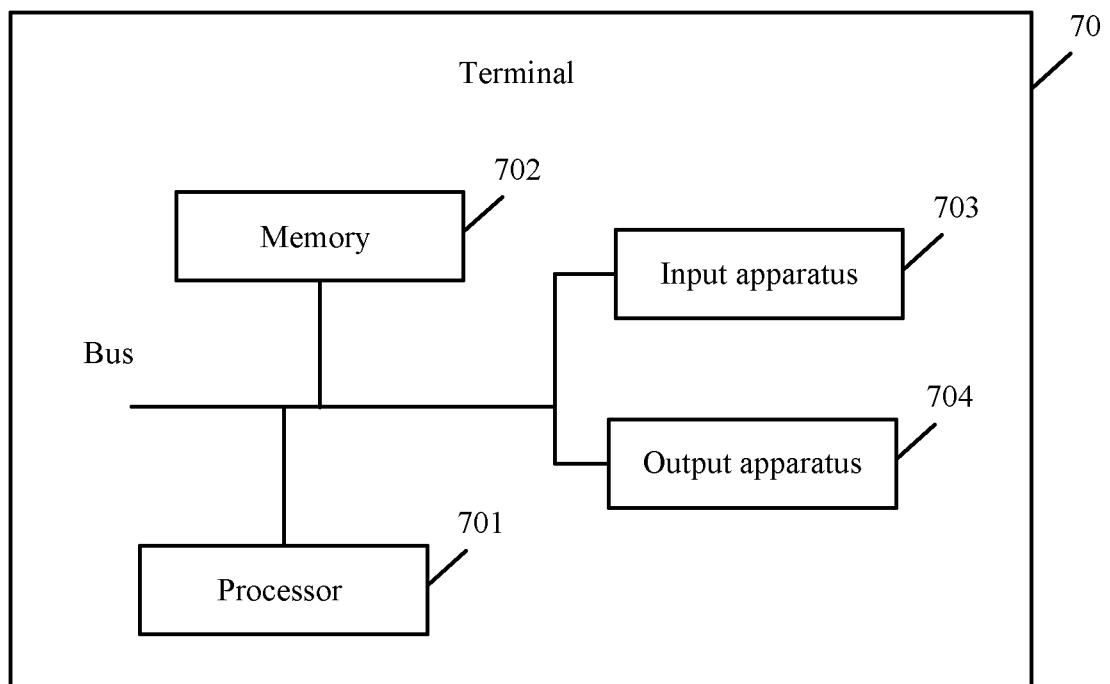 70
Terminal
702
Memory
703
Input apparatus
Bus
704
Output apparatus
701
Processor